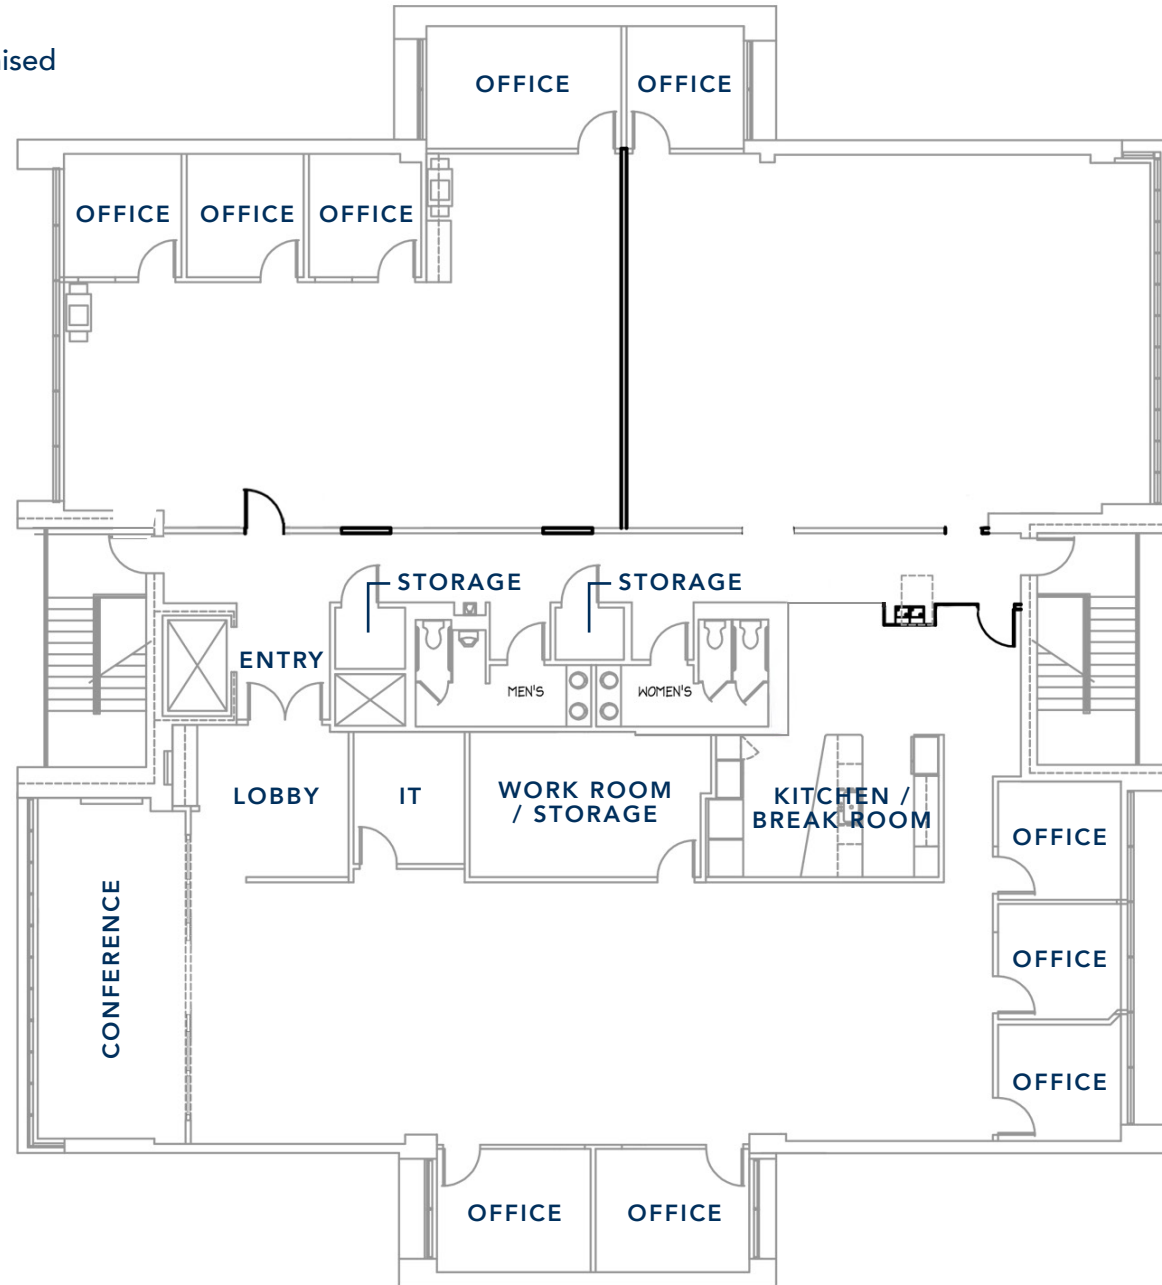 ised
OFFICE
OFFICE
OFFICE
OFFICE
OFFICE
STORAGE
STORAGE
ENTRY
MEN'S
WOMEN'S
LOBBY
IT
WORK ROOM
/ STORAGE
KITCHEN /
BREAK ROOM
OFFICE
CONFERENCE
OFFICE
OFFICE
OFFICE
OFFICE